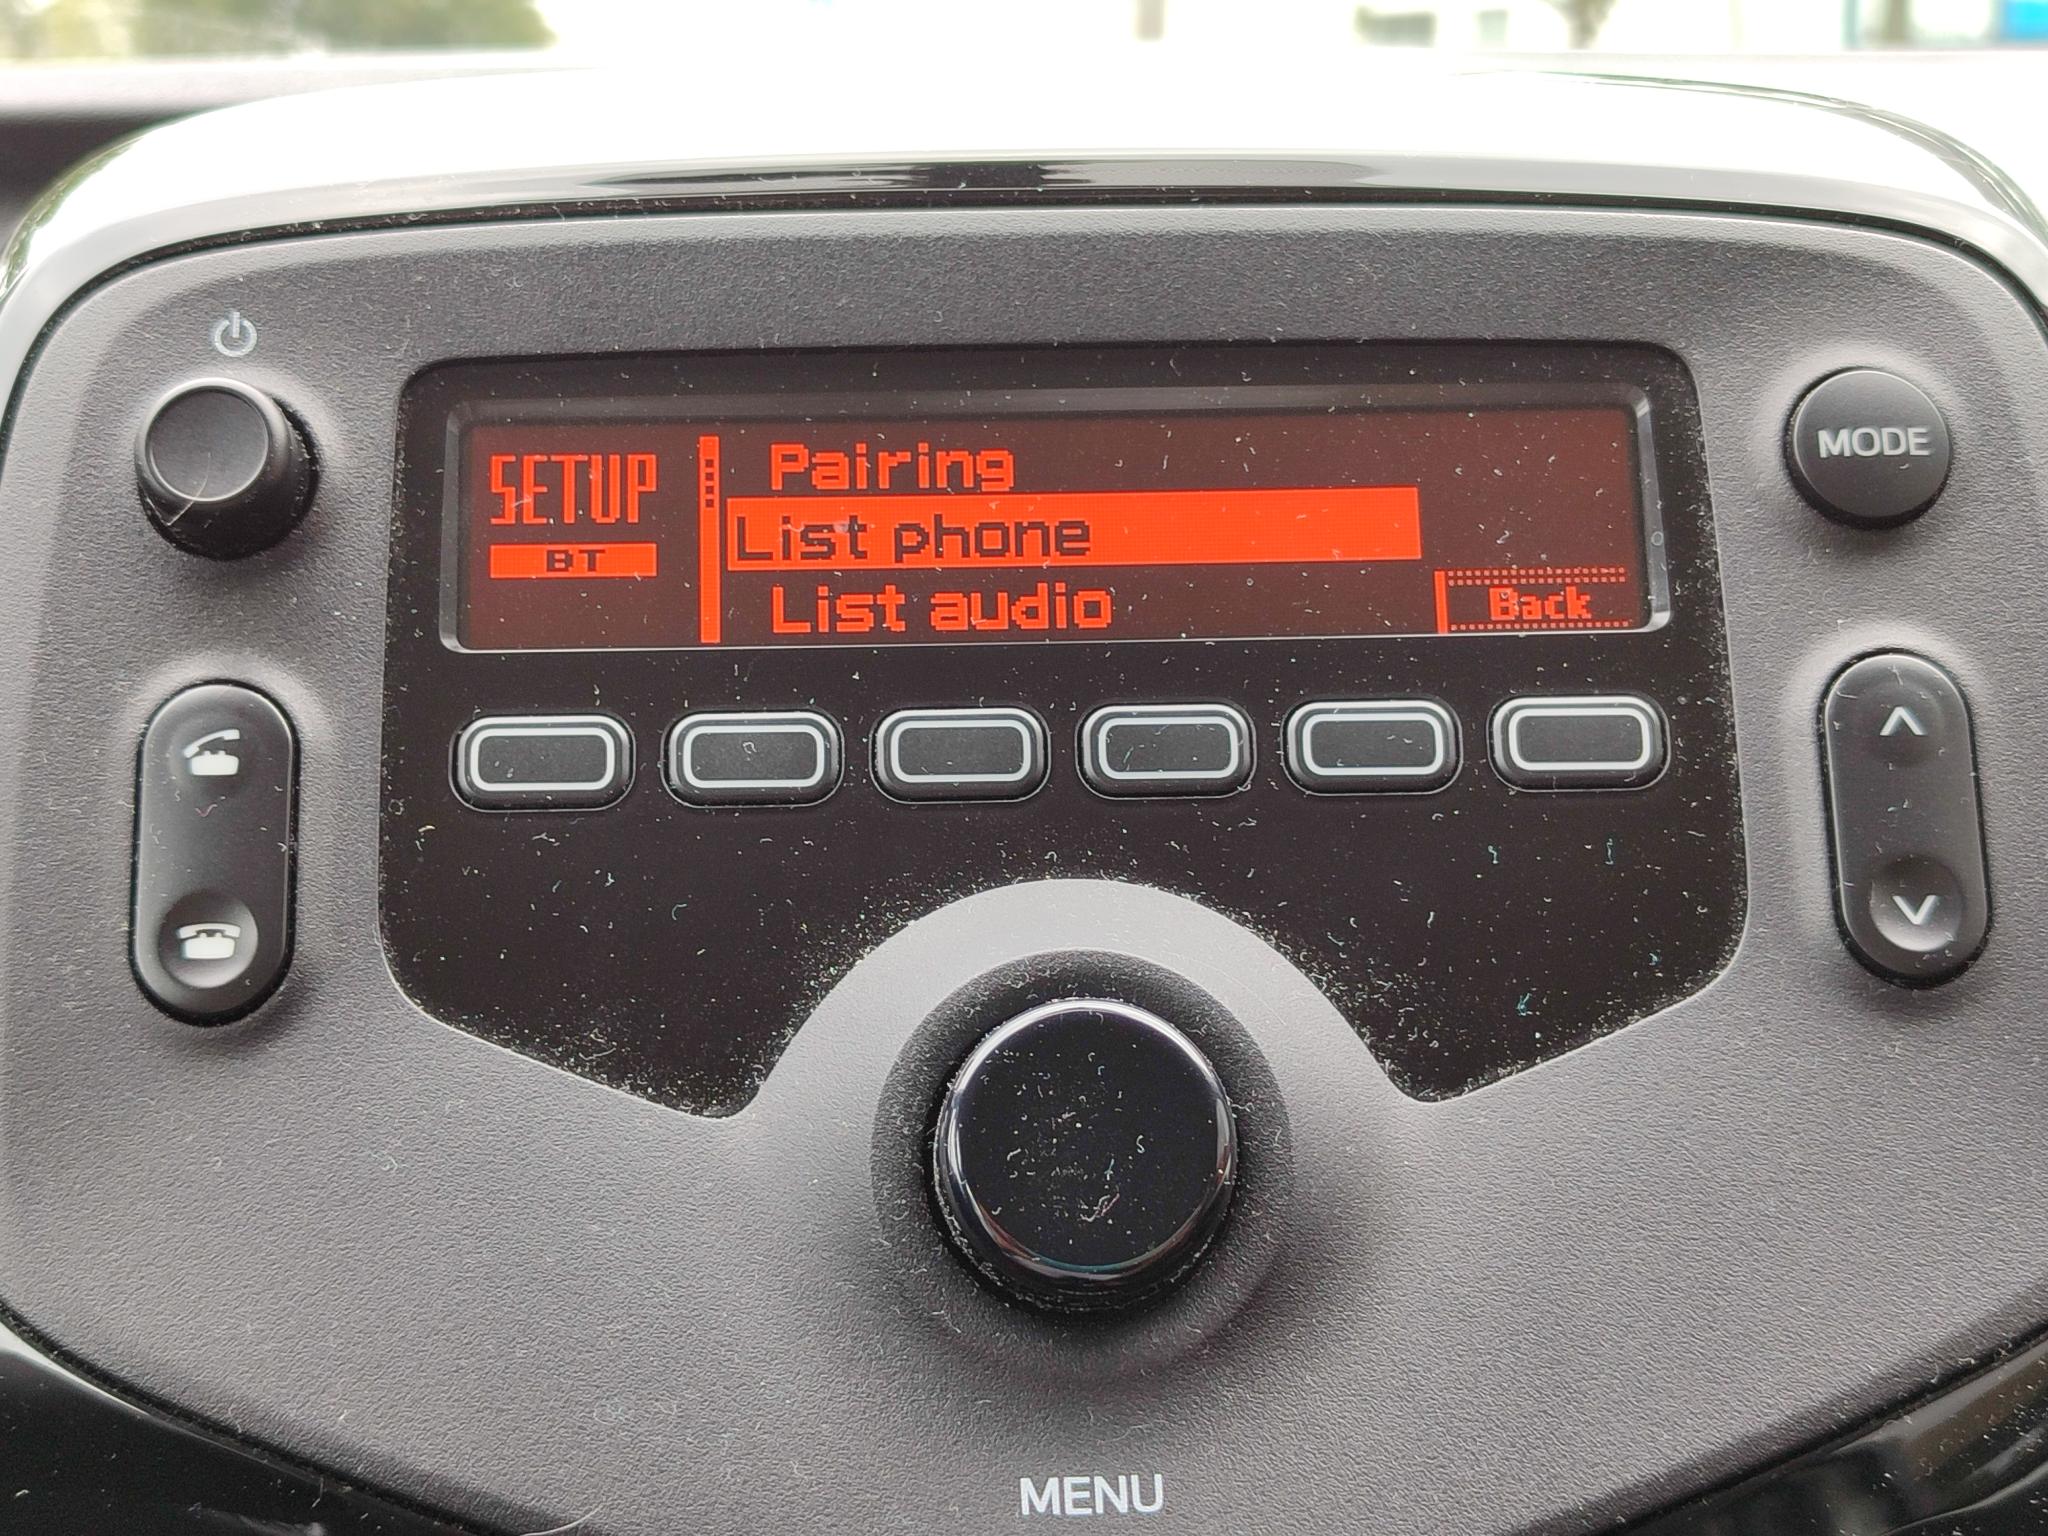 SETUP
BT
Pairing
List phone
List audio
Back
MODE
MENU